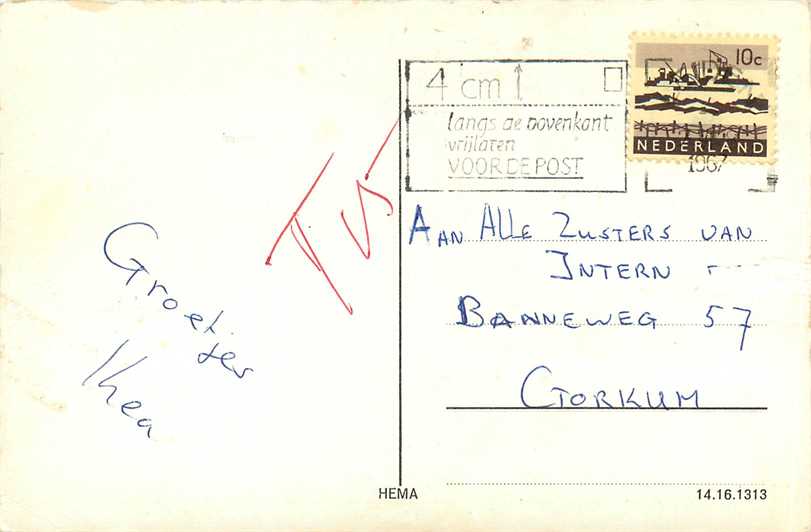 10c
NEDERLAND
4 cm
langs de bovenkant
vrijlaten
VOOR DE POST
1967
AAN ALLE ZUSTERS VAN
INTERN
BANNEWEG 57
GORKUM
Groet
Thea
HEMA
14.16.1313